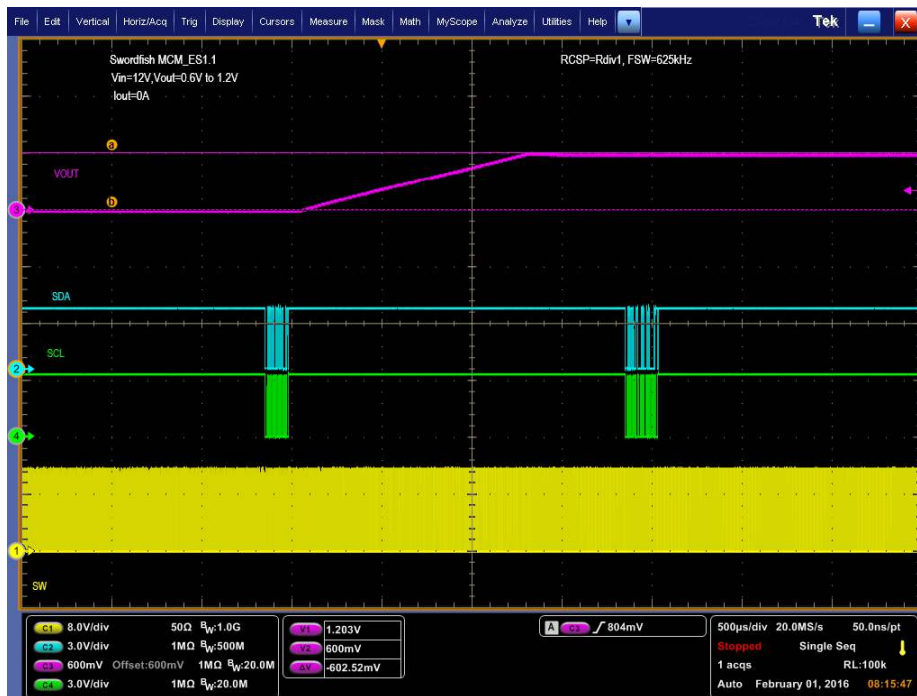 File Edit Vertical Horiz/Acq Trig Display Cursors Measure Mask Math MyScope Analyze Utilities Help Tek X
Swordfish MCM_ES1.1 RCSP=Rdiv1, FSW=625kHz
Vin=12V,Vout=0.6V to 1.2V
Iout=0A
a
VOUT
b
3
SDA
SCL
2
4
1
SW
C1 8.0V/div 50Ω BW:1.0G
C2 3.0V/div 1MΩ BW:500M
C3 600mV Offset:600mV 1MΩ BW:20.0M
C4 3.0V/div 1MΩ BW:20.0M
V1 1.203V
V2 600mV
ΔV -602.52mV
A C3 804mV
500µs/div 20.0MS/s 50.0ns/pt
Stopped Single Seq
1 acqs RL:100k
Auto February 01, 2016 08:15:47